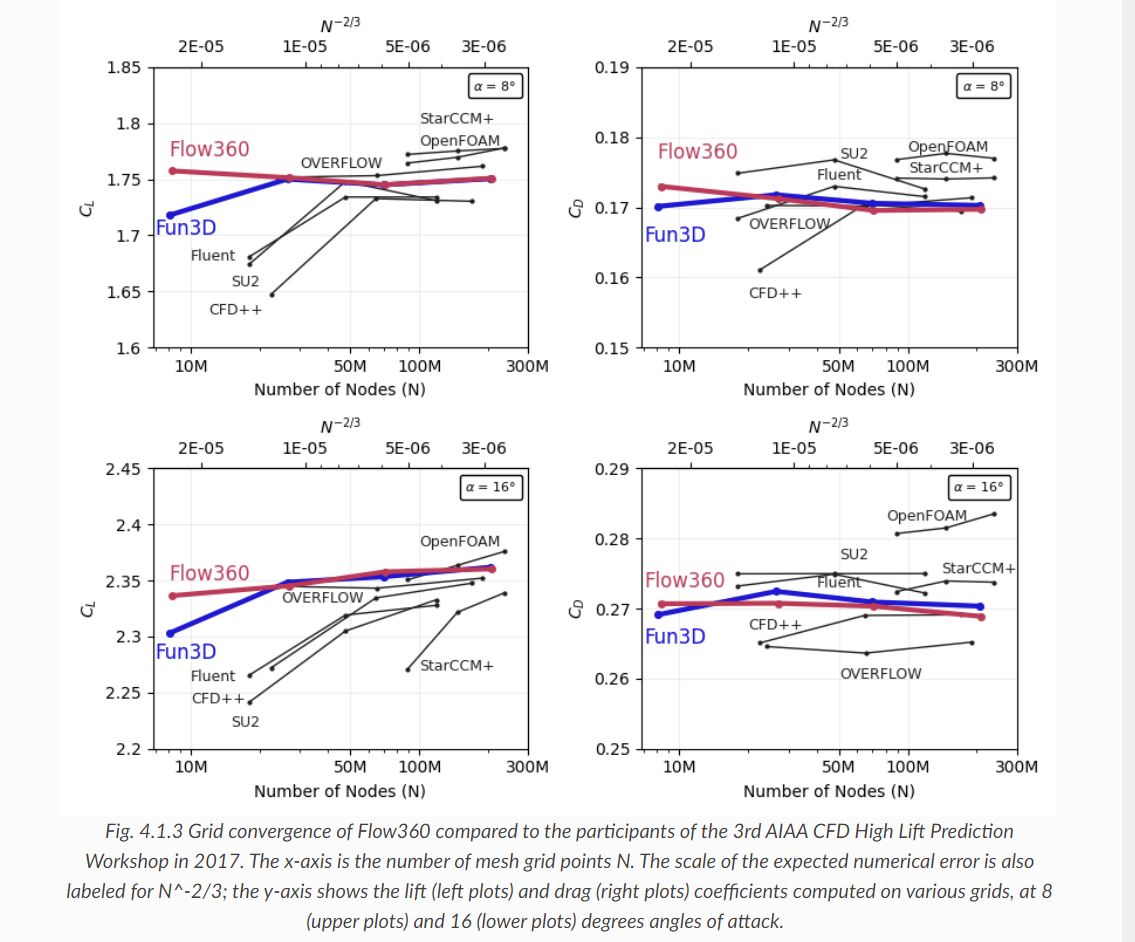 N^-2/3
2E-05 1E-05 5E-06 3E-06
1.85
1.8
1.75
1.7
1.65
1.6
C_L
α = 8°
StarCCM+
OpenFOAM
Flow360
OVERFLOW
Fun3D
Fluent
SU2
CFD++
10M 50M 100M 300M
Number of Nodes (N)
N^-2/3
2E-05 1E-05 5E-06 3E-06
0.19
0.18
0.17
0.16
0.15
C_D
α = 8°
Flow360
SU2
OpenFOAM
Fluent
StarCCM+
OVERFLOW
Fun3D
CFD++
10M 50M 100M 300M
Number of Nodes (N)
N^-2/3
2E-05 1E-05 5E-06 3E-06
2.45
2.4
2.35
2.3
2.25
2.2
C_L
α = 16°
OpenFOAM
Flow360
OVERFLOW
Fun3D
Fluent
StarCCM+
CFD++
SU2
10M 50M 100M 300M
Number of Nodes (N)
N^-2/3
2E-05 1E-05 5E-06 3E-06
0.29
0.28
0.27
0.26
0.25
C_D
α = 16°
OpenFOAM
SU2
StarCCM+
Flow360
Fluent
CFD++
Fun3D
OVERFLOW
10M 50M 100M 300M
Number of Nodes (N)
Fig. 4.1.3 Grid convergence of Flow360 compared to the participants of the 3rd AIAA CFD High Lift Prediction
Workshop in 2017. The x-axis is the number of mesh grid points N. The scale of the expected numerical error is also
labeled for N^-2/3; the y-axis shows the lift (left plots) and drag (right plots) coefficients computed on various grids, at 8
(upper plots) and 16 (lower plots) degrees angles of attack.